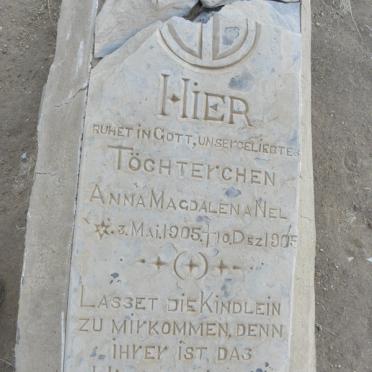 HIER
RUHET IN GOTT, UNSER GELIEBTES
TÖCHTERCHEN
ANNA MAGDALENA NEL
✡.3.MAI.1905.†10.DEZ.1905
LASSET DIE KINDLEIN
ZU MIR KOMMEN, DENN
IHRER IST DAS